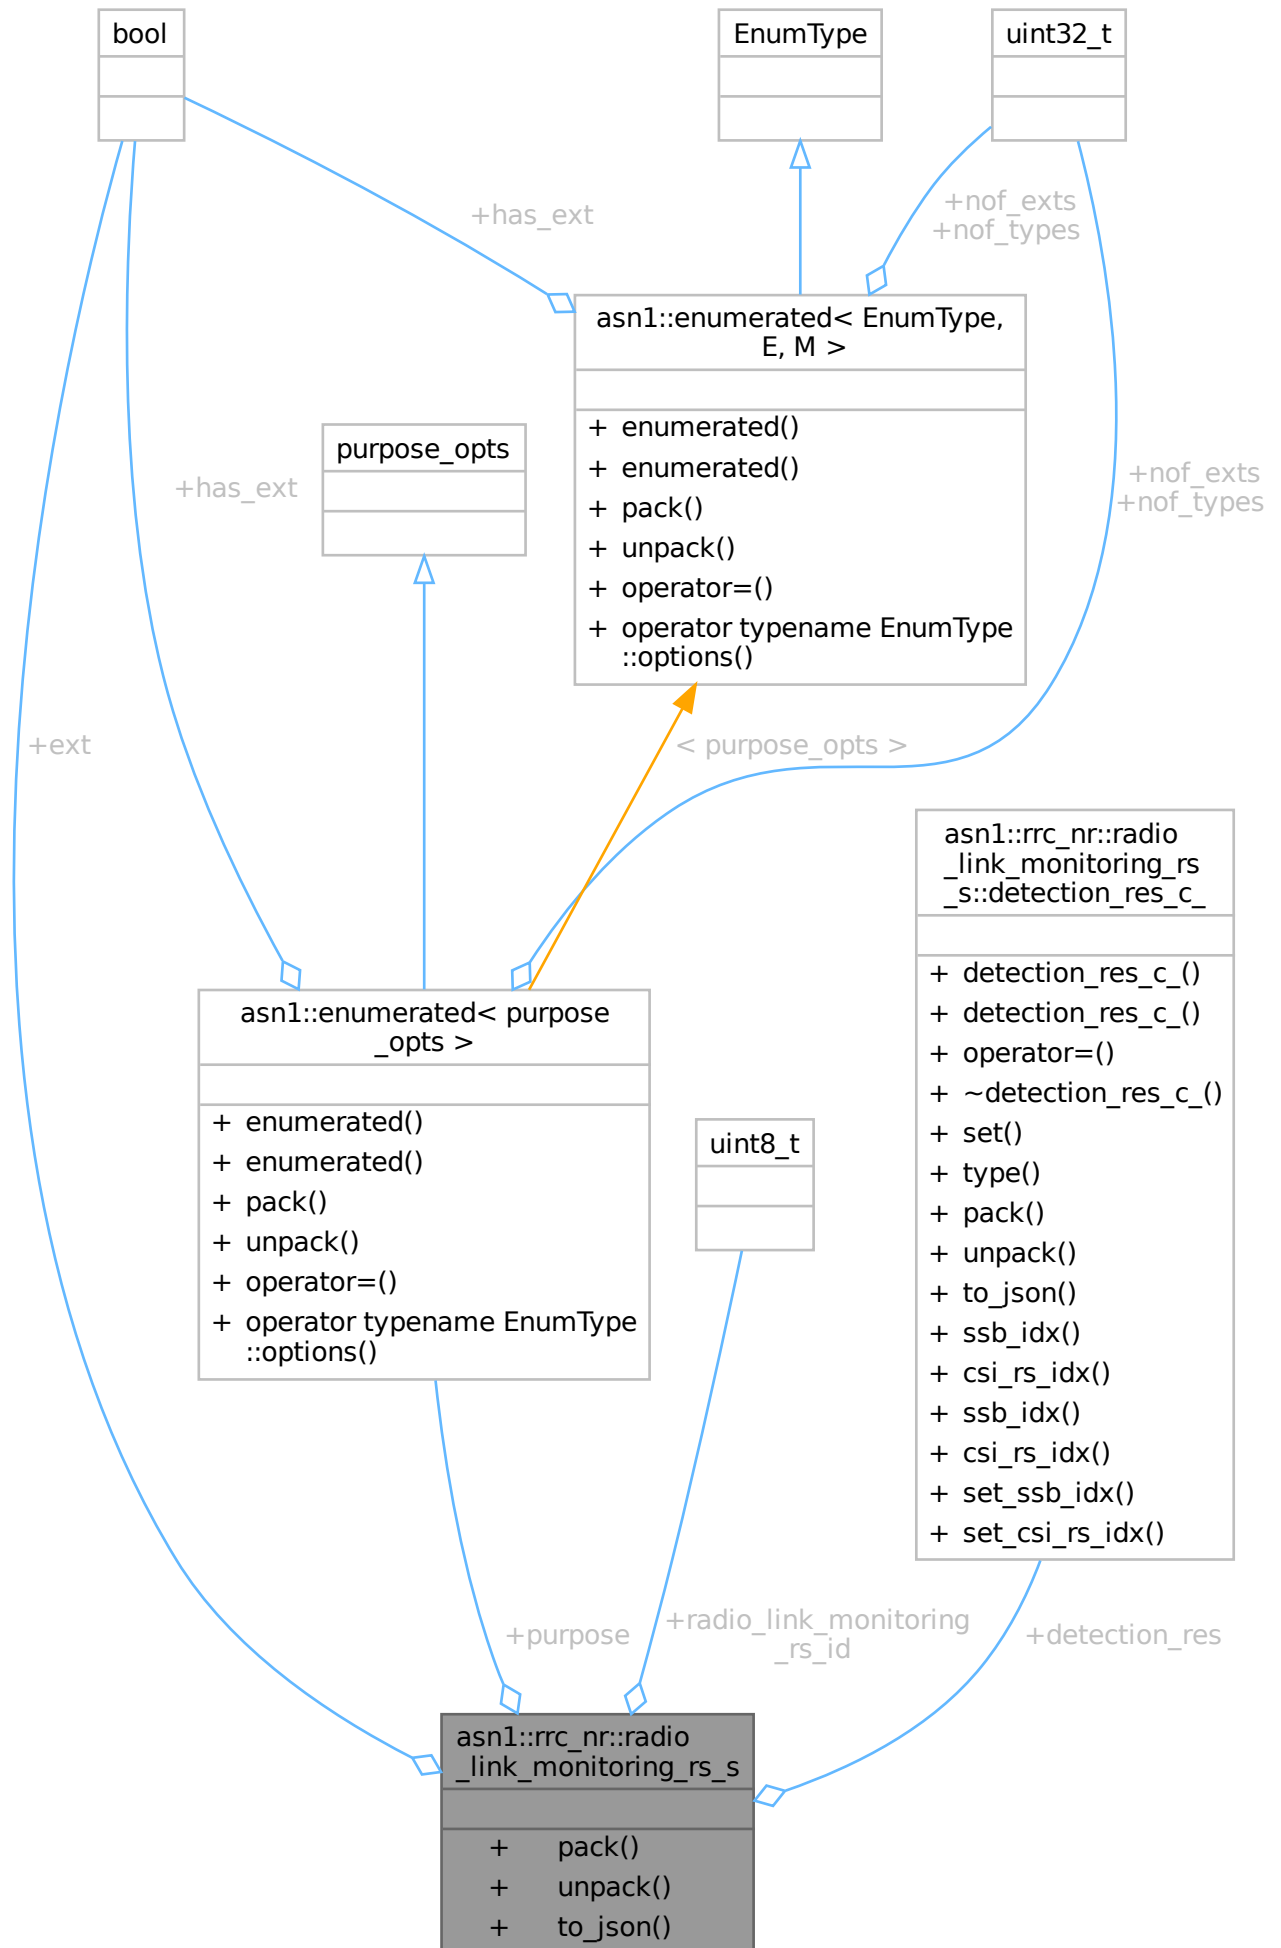 bool
EnumType
uint32_t
+has_ext
+nof_exts
+nof_types
asn1::enumerated< EnumType,
E, M >
+ enumerated()
+ enumerated()
+ pack()
+ unpack()
+ operator=()
+ operator typename EnumType
::options()
purpose_opts
+has_ext
+nof_exts
+nof_types
+ext
< purpose_opts >
asn1::rrc_nr::radio
_link_monitoring_rs
_s::detection_res_c_
+ detection_res_c_()
+ detection_res_c_()
+ operator=()
+ ~detection_res_c_()
+ set()
+ type()
+ pack()
+ unpack()
+ to_json()
+ ssb_idx()
+ csi_rs_idx()
+ ssb_idx()
+ csi_rs_idx()
+ set_ssb_idx()
+ set_csi_rs_idx()
asn1::enumerated< purpose
_opts >
+ enumerated()
+ enumerated()
+ pack()
+ unpack()
+ operator=()
+ operator typename EnumType
::options()
uint8_t
+purpose
+radio_link_monitoring
_rs_id
+detection_res
asn1::rrc_nr::radio
_link_monitoring_rs_s
+ pack()
+ unpack()
+ to_json()